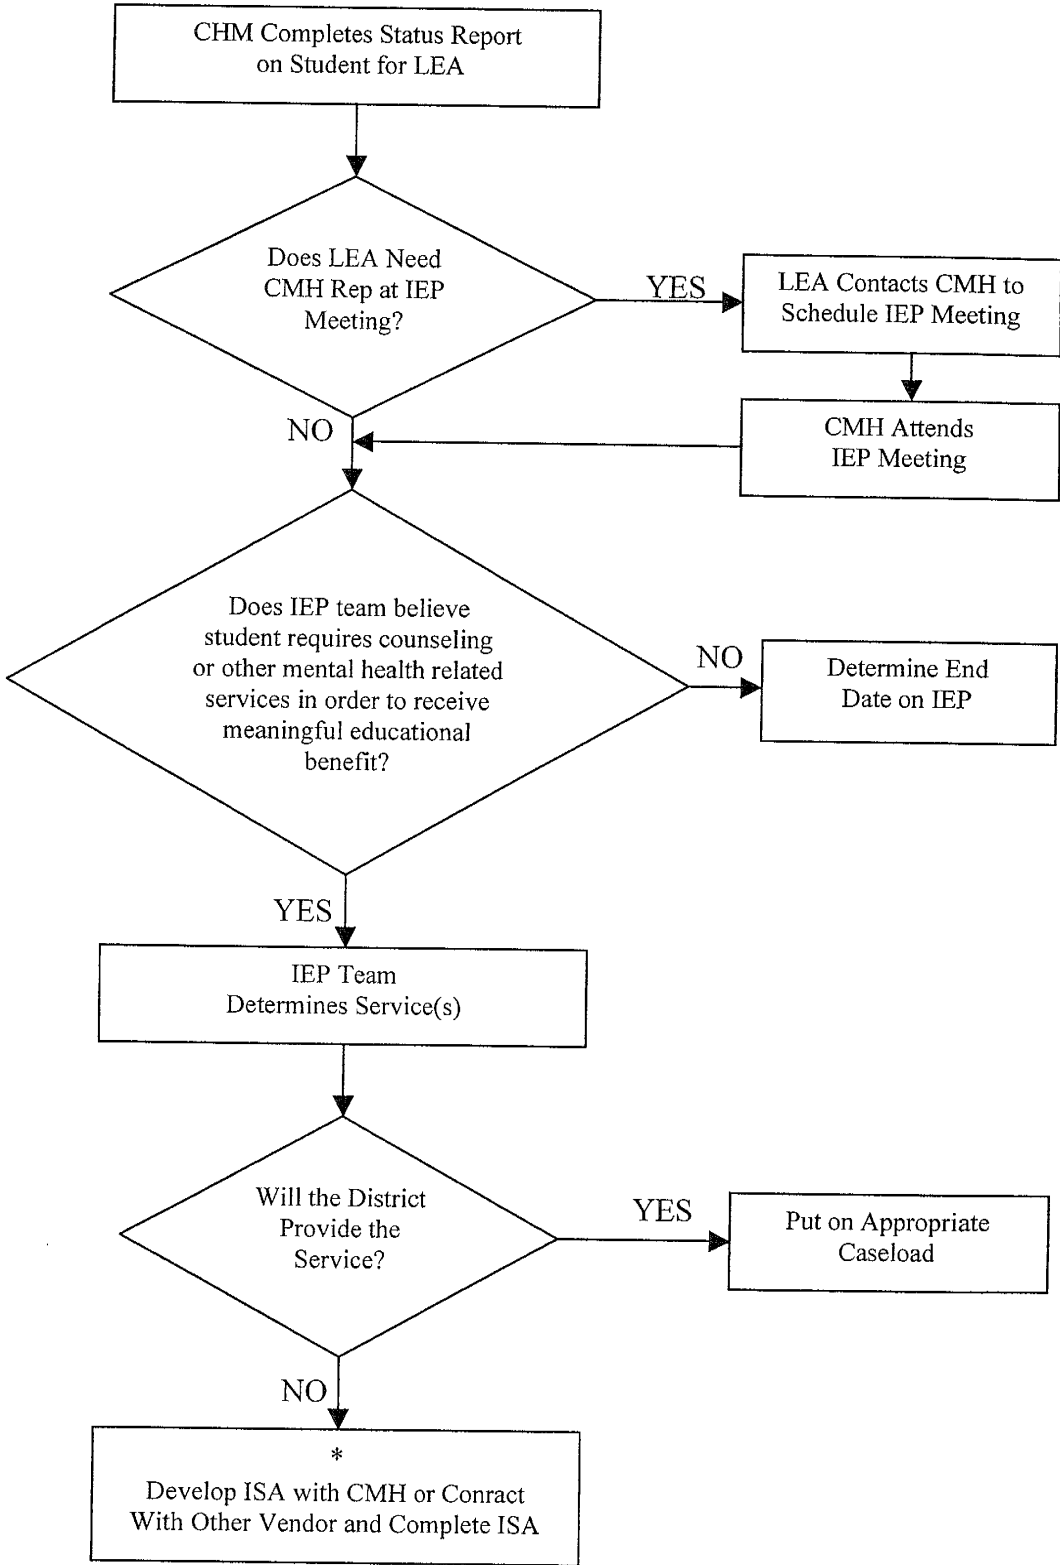 CHM Completes Status Report
on Student for LEA
Does LEA Need
CMH Rep at IEP
Meeting?
YES
LEA Contacts CMH to
Schedule IEP Meeting
NO
CMH Attends
IEP Meeting
Does IEP team believe
student requires counseling
or other mental health related
services in order to receive
meaningful educational
benefit?
NO
Determine End
Date on IEP
YES
IEP Team
Determines Service(s)
Will the District
Provide the
Service?
YES
Put on Appropriate
Caseload
NO
*
Develop ISA with CMH or Conract
With Other Vendor and Complete ISA